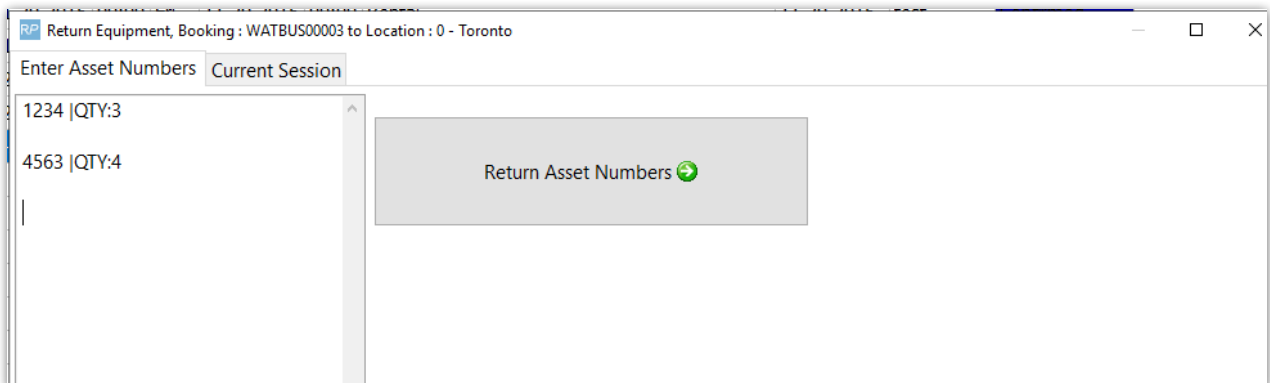 RP Return Equipment, Booking : WATBUS00003 to Location : 0 - Toronto
Enter Asset Numbers Current Session
1234 |QTY:3
Return Asset Numbers
4563 |QTY:4